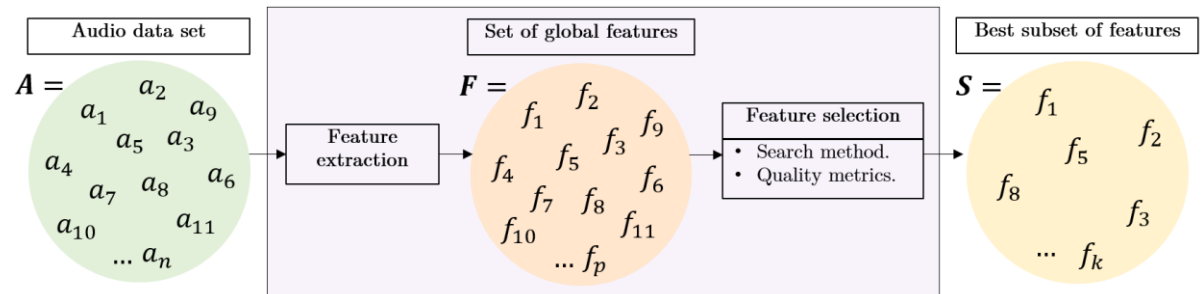 Audio data set
A =
a₂
a₁
a₉
a₅
a₃
a₄
a₇
a₈
a₆
a₁₀
a₁₁
... aₙ
Feature
extraction
Set of global features
F =
f₂
f₁
f₉
f₃
f₅
f₄
f₆
f₇
f₈
f₁₀
f₁₁
... fₚ
Feature selection
• Search method.
• Quality metrics.
Best subset of features
S =
f₁
f₂
f₅
f₈
f₃
... fₖ